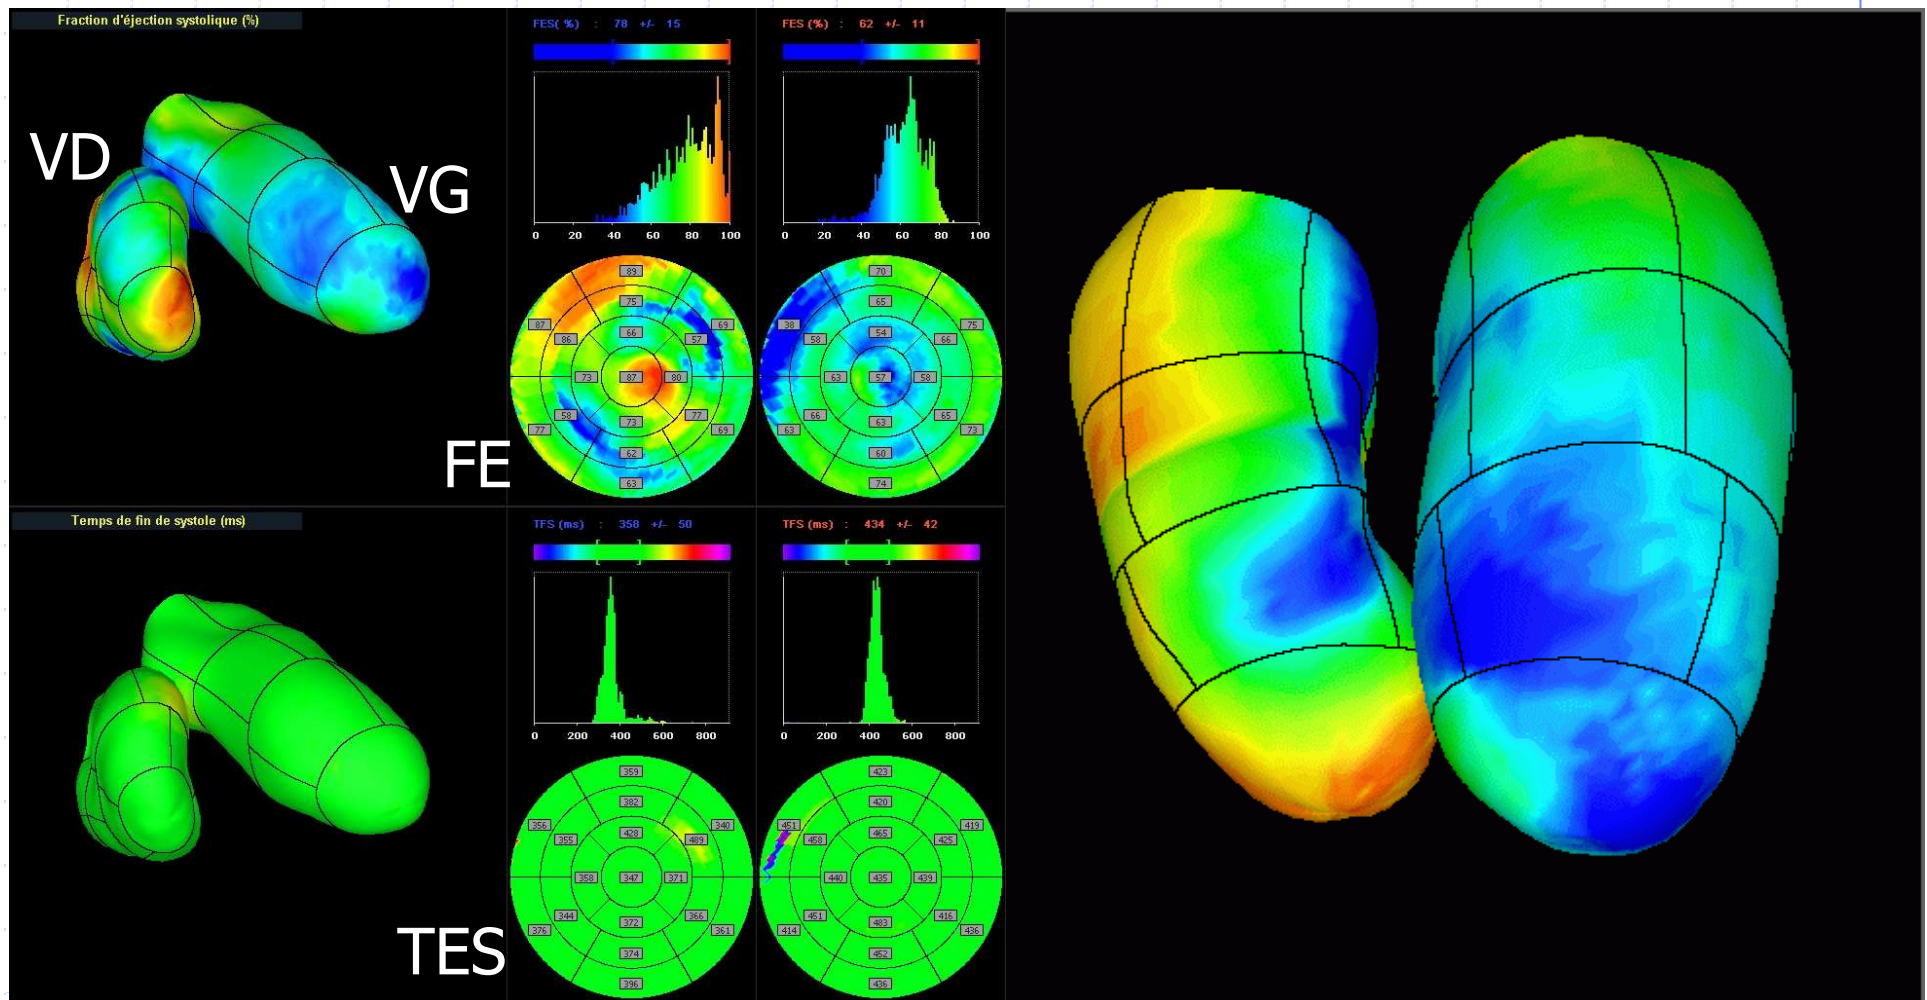 Fraction d'éjection systolique (%)
VD
VG
FE
FES( %) : 78 +/- 15
0 20 40 60 80 100
89
75
87 69
86 66 57
73 87 80
58 73 77
77 69
62
63
FES (%) : 62 +/- 11
0 20 40 60 80 100
70
65
38 75
58 54 66
63 57 58
66 63 65
63 73
60
74
Temps de fin de systole (ms)
TES
TFS (ms) : 358 +/- 50
0 200 400 600 800
359
382
356 340
355 428 489
358 347 371
344 372 366
376 361
374
396
TFS (ms) : 434 +/- 42
0 200 400 600 800
423
420
451 419
458 465 425
440 435 439
451 483 416
414 436
452
436